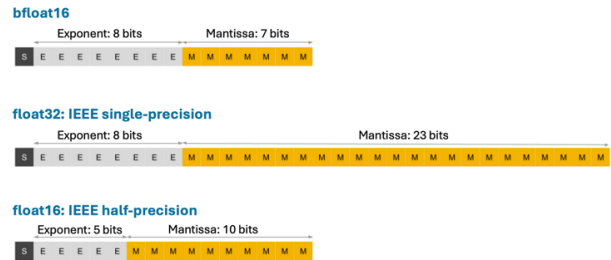 bfloat16
Exponent: 8 bits Mantissa: 7 bits
S E E E E E E E E M M M M M M M
float32: IEEE single-precision
Exponent: 8 bits Mantissa: 23 bits
S E E E E E E E E M M M M M M M M M M M M M M M M M M M M M M M
float16: IEEE half-precision
Exponent: 5 bits Mantissa: 10 bits
S E E E E E M M M M M M M M M M